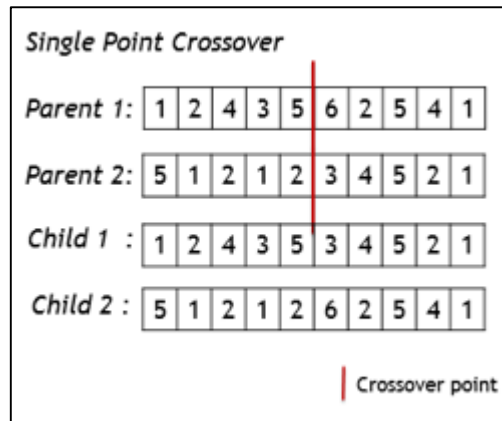 Single Point Crossover
Parent 1: 1 2 4 3 5 6 2 5 4 1
Parent 2: 5 1 2 1 2 3 4 5 2 1
Child 1 : 1 2 4 3 5 3 4 5 2 1
Child 2 : 5 1 2 1 2 6 2 5 4 1
Crossover point